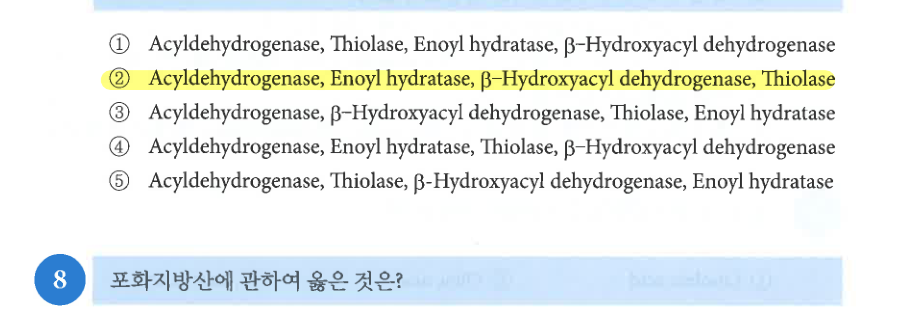 ① Acyldehydrogenase, Thiolase, Enoyl hydratase, β-Hydroxyacyl dehydrogenase
② Acyldehydrogenase, Enoyl hydratase, β-Hydroxyacyl dehydrogenase, Thiolase
③ Acyldehydrogenase, β-Hydroxyacyl dehydrogenase, Thiolase, Enoyl hydratase
④ Acyldehydrogenase, Enoyl hydratase, Thiolase, β-Hydroxyacyl dehydrogenase
⑤ Acyldehydrogenase, Thiolase, β-Hydroxyacyl dehydrogenase, Enoyl hydratase
8 포화지방산에 관하여 옳은 것은?